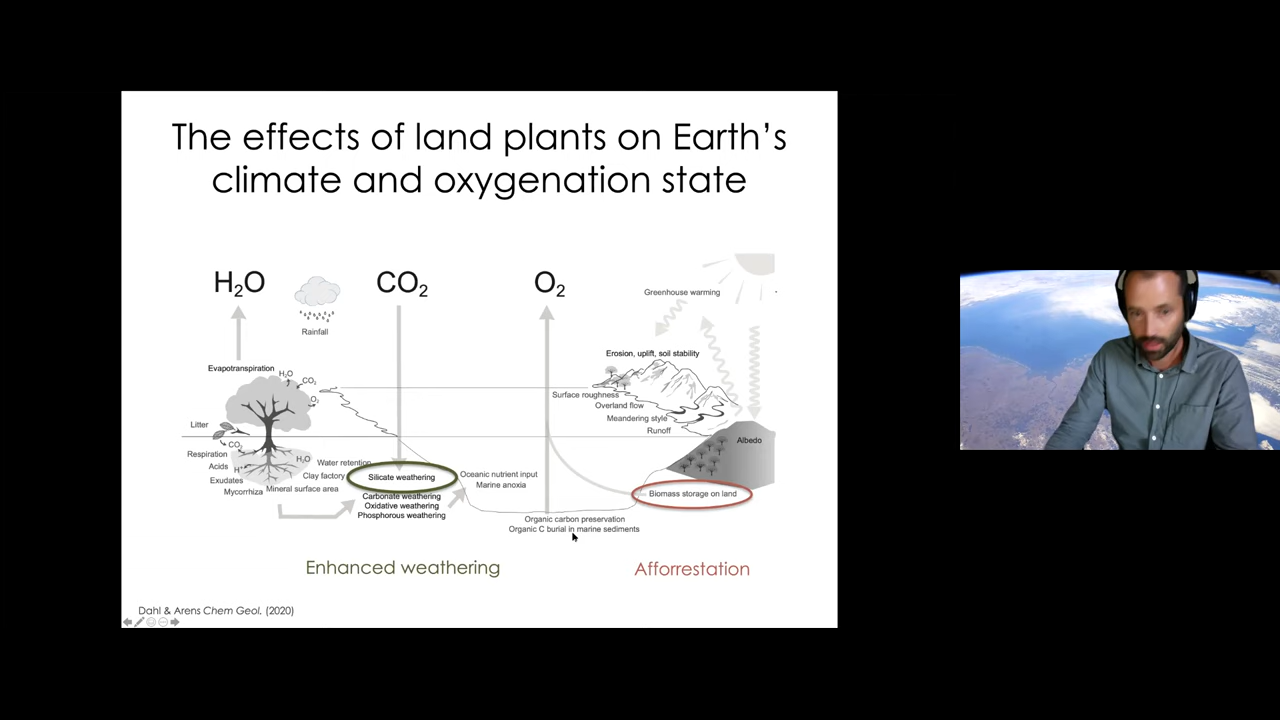 The effects of land plants on Earth's
climate and oxygenation state
H₂O
CO₂
O₂
Rainfall
Greenhouse warming
Evapotranspiration
H₂O
CO₂
O₂
Erosion, uplift, soil stability
Surface roughness
Overland flow
Meandering style
Runoff
Albedo
Litter
CO₂
Respiration
Acids
H⁺
Exudates
Mycorrhiza
H₂O
Water retention
Clay factory
Mineral surface area
Silicate weathering
Carbonate weathering
Oxidative weathering
Phosphorous weathering
Oceanic nutrient input
Marine anoxia
Biomass storage on land
Organic carbon preservation
Organic C burial in marine sediments
Enhanced weathering
Afforrestation
Dahl & Arens Chem Geol. (2020)